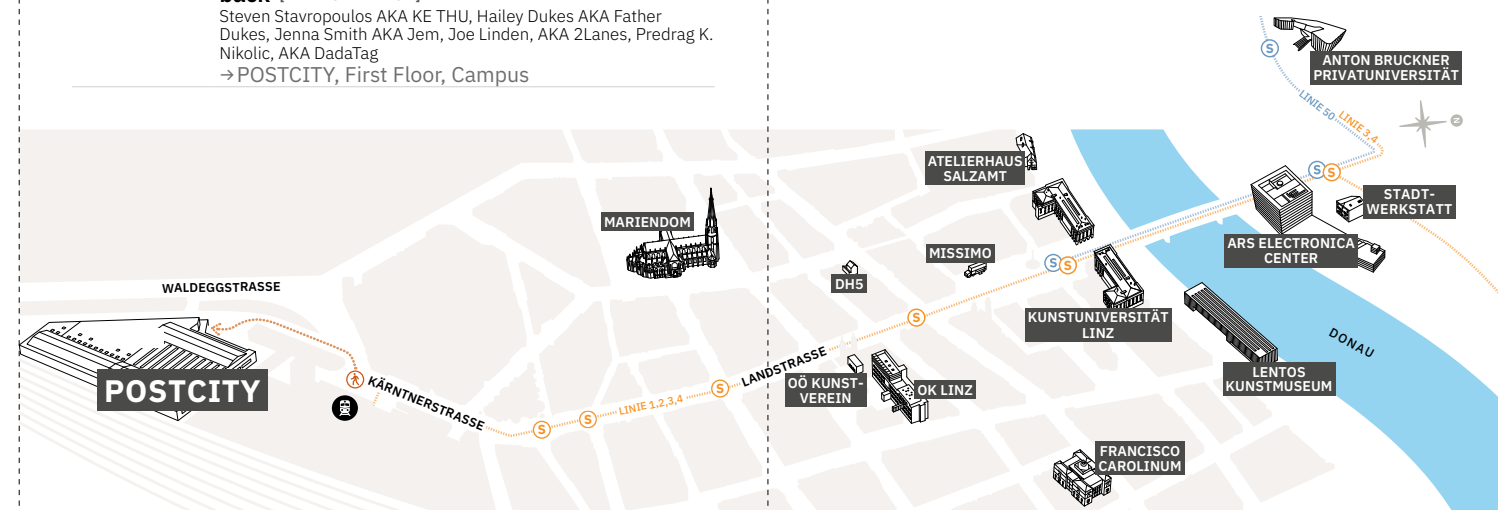 Steven Stavropoulos AKA KE THU, Hailey Dukes AKA Father
Dukes, Jenna Smith AKA Jem, Joe Linden, AKA 2Lanes, Predrag K.
Nikolic, AKA DadaTag
→POSTCITY, First Floor, Campus
S
ANTON BRUCKNER
PRIVATUNIVERSITÄT
LINIE 50
LINIE 3,4
N
ATELIERHAUS
SALZAMT
S
S
STADT-
WERKSTATT
MARIENDOM
MISSIMO
ARS ELECTRONICA
CENTER
S
S
DH5
WALDEGGSTRASSE
KUNSTUNIVERSITÄT
LINZ
S
DONAU
LANDSTRASSE
LENTOS
KUNSTMUSEUM
POSTCITY
KÄRNTNERSTRASSE
S
OÖ KUNST-
VEREIN
OK LINZ
LINIE 1,2,3,4
S
S
FRANCISCO
CAROLINUM